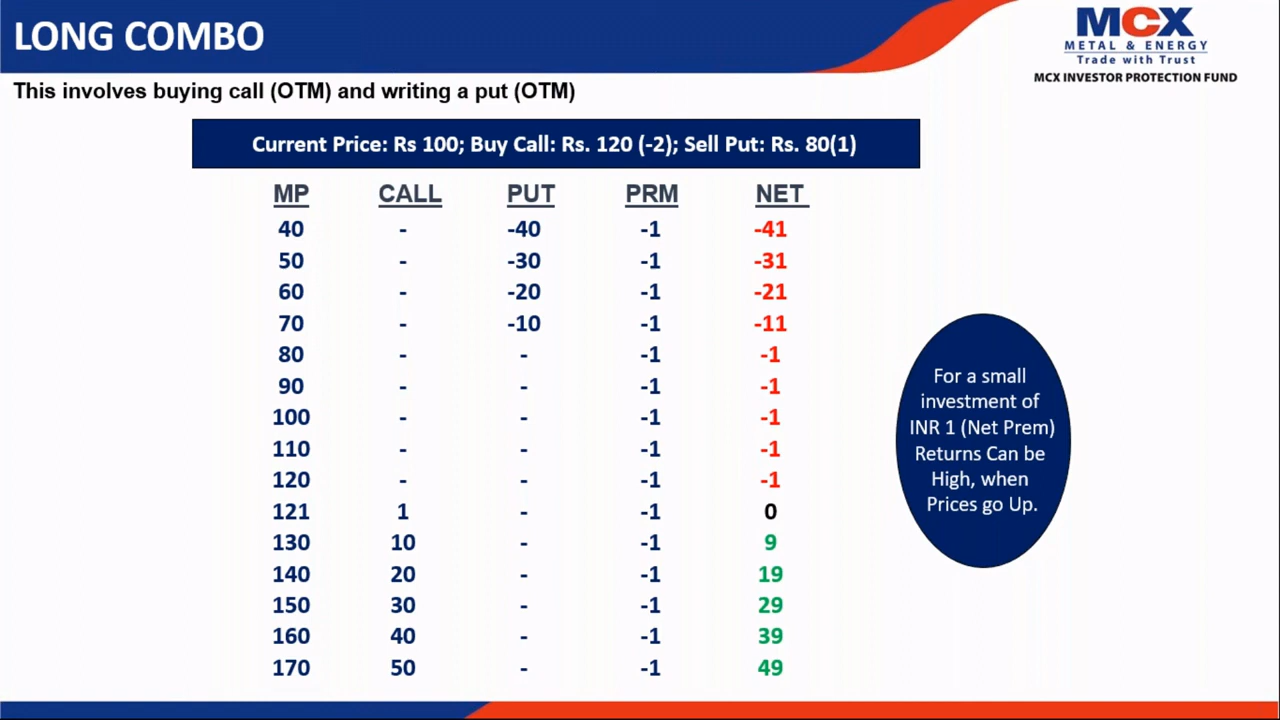 LONG COMBO
MCX
METAL & ENERGY
Trade with Trust
MCX INVESTOR PROTECTION FUND
This involves buying call (OTM) and writing a put (OTM)
Current Price: Rs 100; Buy Call: Rs. 120 (-2); Sell Put: Rs. 80(1)
MP CALL PUT PRM NET
40 - -40 -1 -41
50 - -30 -1 -31
60 - -20 -1 -21
70 - -10 -1 -11
80 - - -1 -1
90 - - -1 -1
100 - - -1 -1
110 - - -1 -1
120 - - -1 -1
121 1 - -1 0
130 10 - -1 9
140 20 - -1 19
150 30 - -1 29
160 40 - -1 39
170 50 - -1 49
For a small
investment of
INR 1 (Net Prem)
Returns Can be
High, when
Prices go Up.